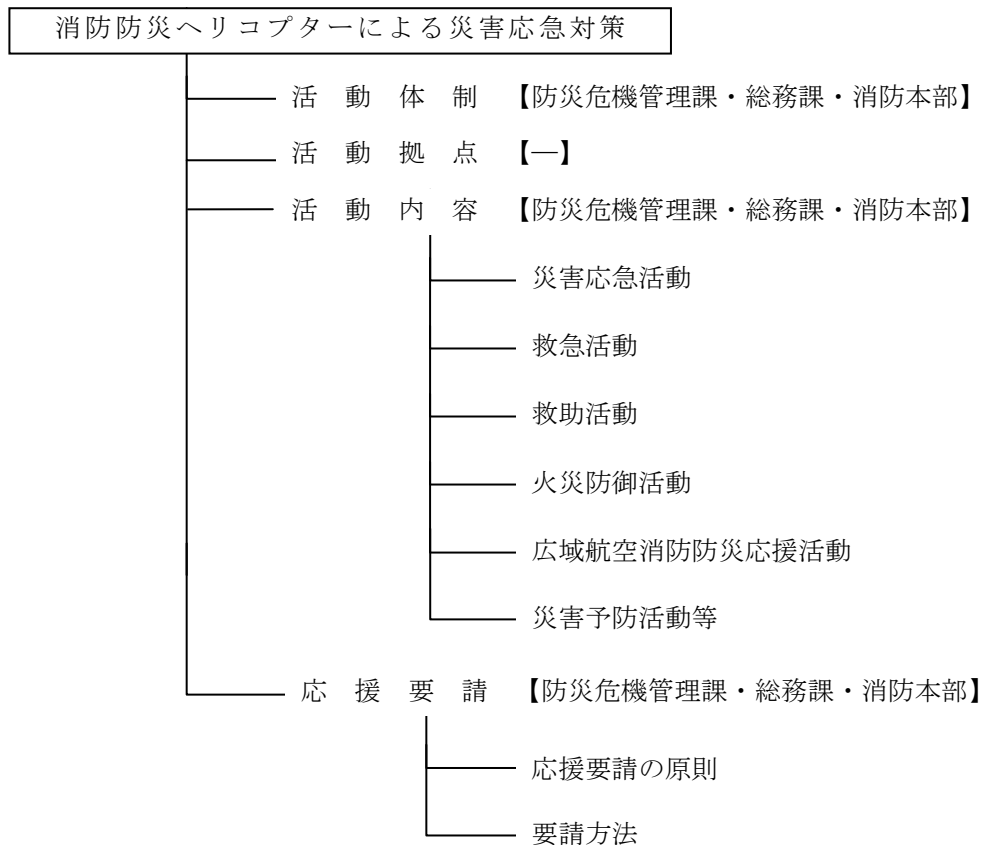 消防防災ヘリコプターによる災害応急対策
活動体制 【防災危機管理課・総務課・消防本部】
活動拠点 【―】
活動内容 【防災危機管理課・総務課・消防本部】
災害応急活動
救急活動
救助活動
火災防御活動
広域航空消防防災応援活動
災害予防活動等
応援要請 【防災危機管理課・総務課・消防本部】
応援要請の原則
要請方法